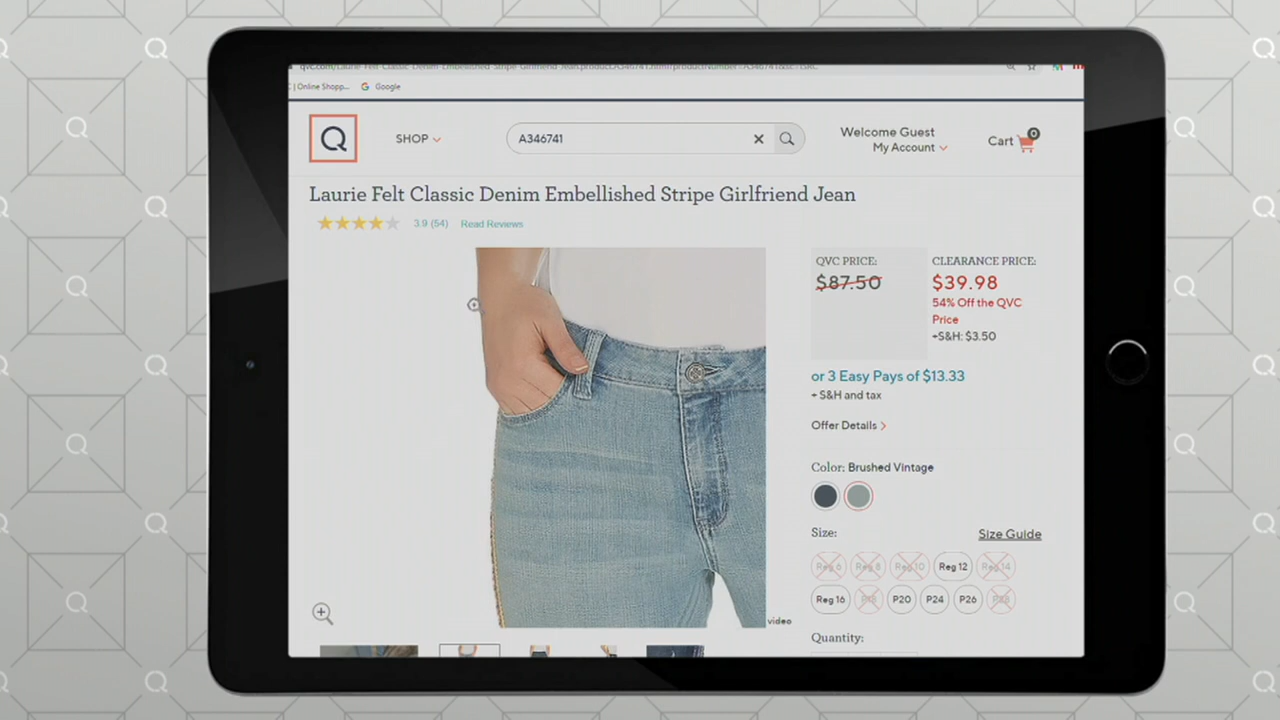 C | Online Shopp...
Google
Q
SHOP
A346741
Welcome Guest
My Account
Cart
0
Laurie Felt Classic Denim Embellished Stripe Girlfriend Jean
3.9 (54)
Read Reviews
QVC PRICE:
$87.50
CLEARANCE PRICE:
$39.98
54% Off the QVC
Price
+S&H: $3.50
or 3 Easy Pays of $13.33
+ S&H and tax
Offer Details
Color: Brushed Vintage
Size:
Size Guide
Reg 6
Reg 8
Reg 10
Reg 12
Reg 14
Reg 16
P20
P24
P26
video
Quantity: